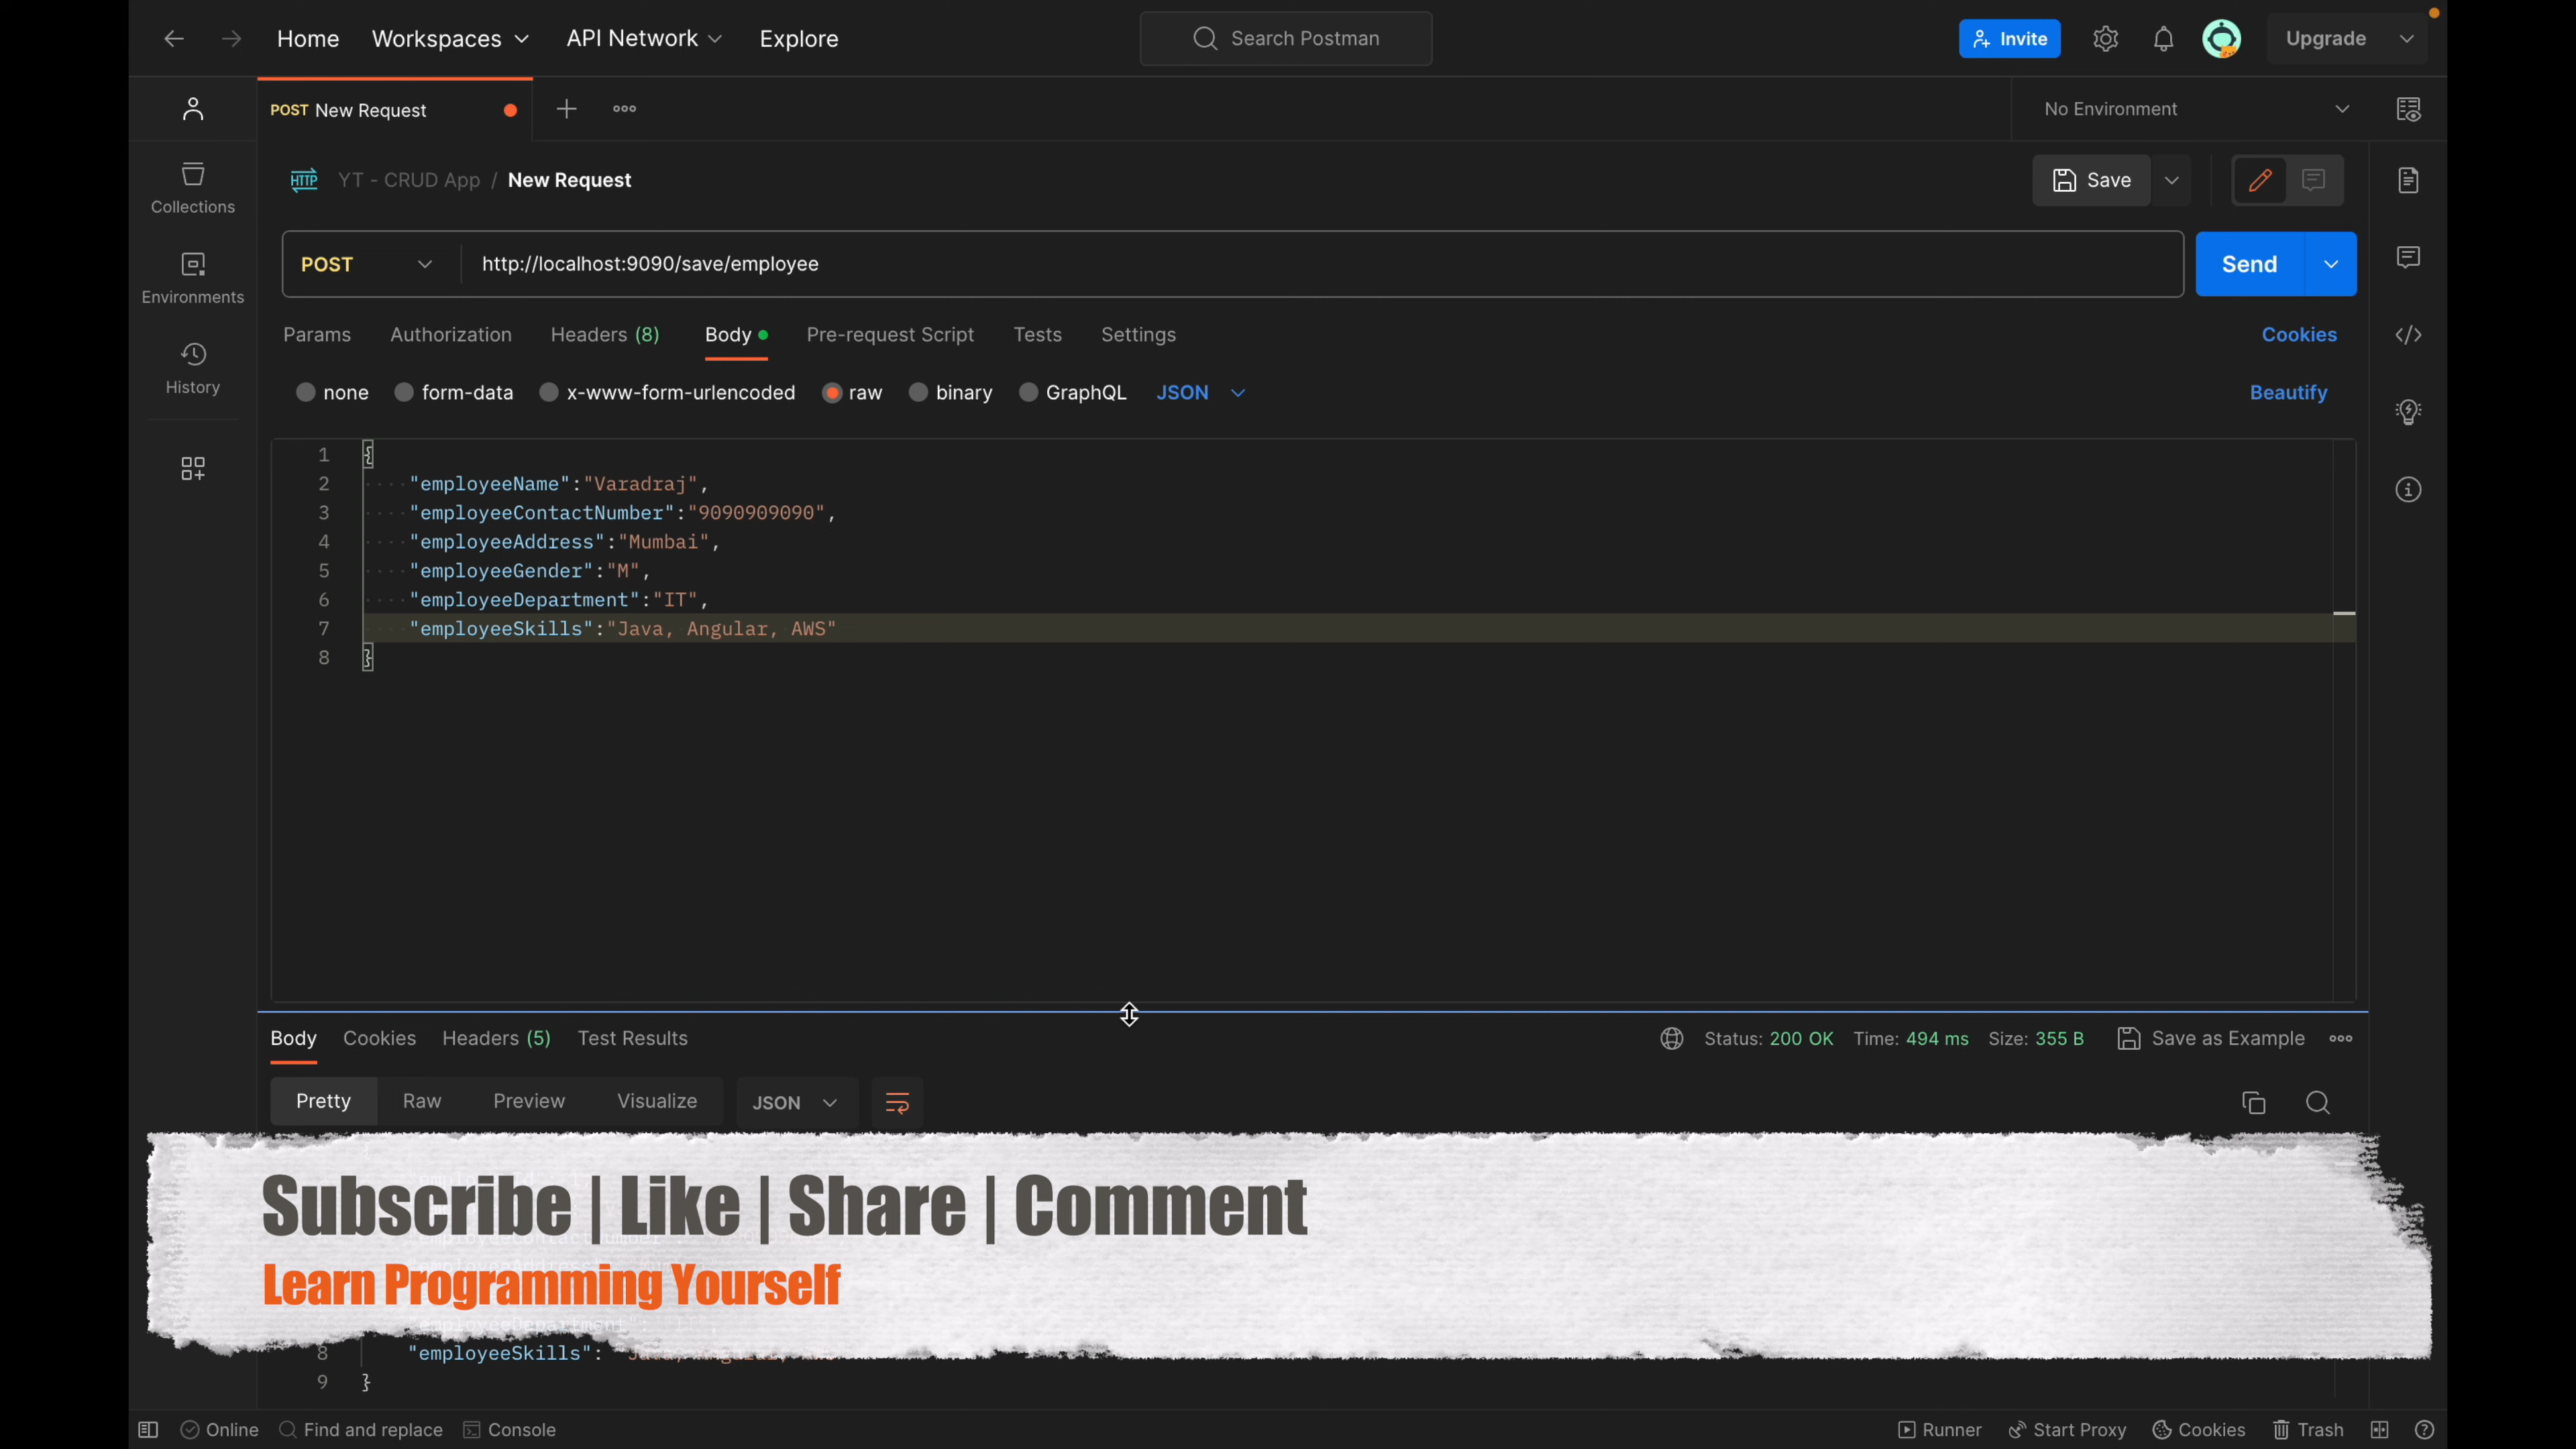 Home Workspaces API Network Explore Search Postman Invite Upgrade
POST New Request No Environment
HTTP YT - CRUD App / New Request Save
Collections
POST http://localhost:9090/save/employee Send
Environments
Params Authorization Headers (8) Body Pre-request Script Tests Settings Cookies
History
none form-data x-www-form-urlencoded raw binary GraphQL JSON Beautify
1 {
2 "employeeName":"Varadraj",
3 "employeeContactNumber":"9090909090",
4 "employeeAddress":"Mumbai",
5 "employeeGender":"M",
6 "employeeDepartment":"IT",
7 "employeeSkills":"Java, Angular, AWS"
8 }
Body Cookies Headers (5) Test Results Status: 200 OK Time: 494 ms Size: 355 B Save as Example
Pretty Raw Preview Visualize JSON
Subscribe | Like | Share | Comment
Learn Programming Yourself
"employeeDepartment":
8 "employeeSkills":
9 }
Online Find and replace Console Runner Start Proxy Cookies Trash